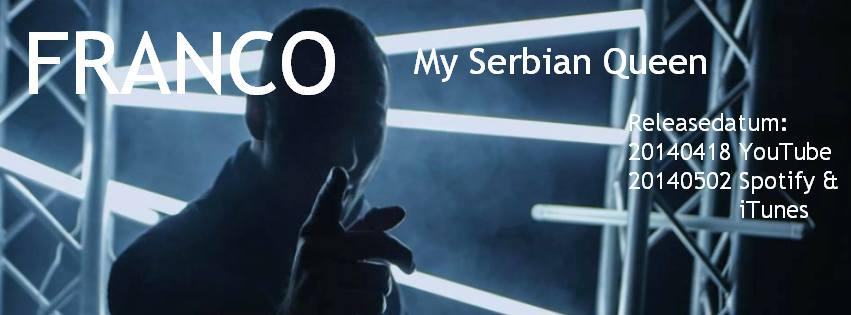 FRANCO
My Serbian Queen
Releasedatum:
20140418 YouTube
20140502 Spotify &
iTunes